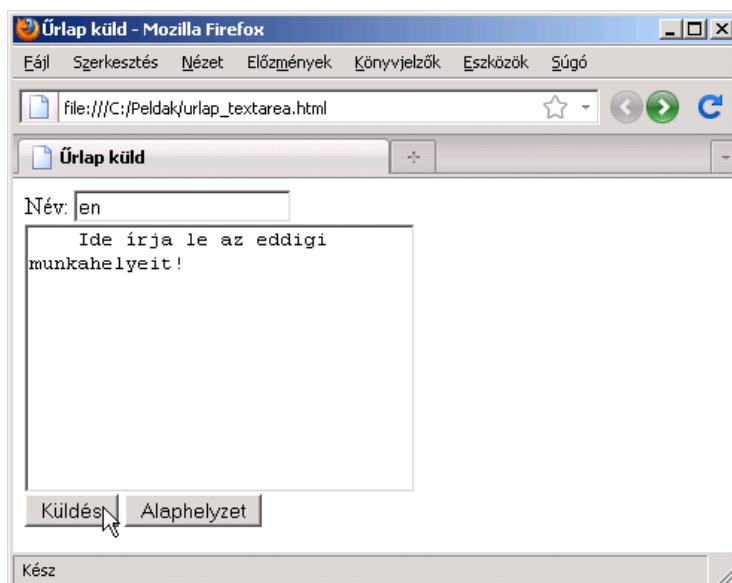 Űrlap küld - Mozilla Firefox
Fájl Szerkesztés Nézet Előzmények Könyvjelzők Eszközök Súgó
file:///C:/Peldak/urlap_textarea.html
Űrlap küld
Név: en
Ide írja le az eddigi
munkahelyeit!
Küldés Alaphelyzet
Kész